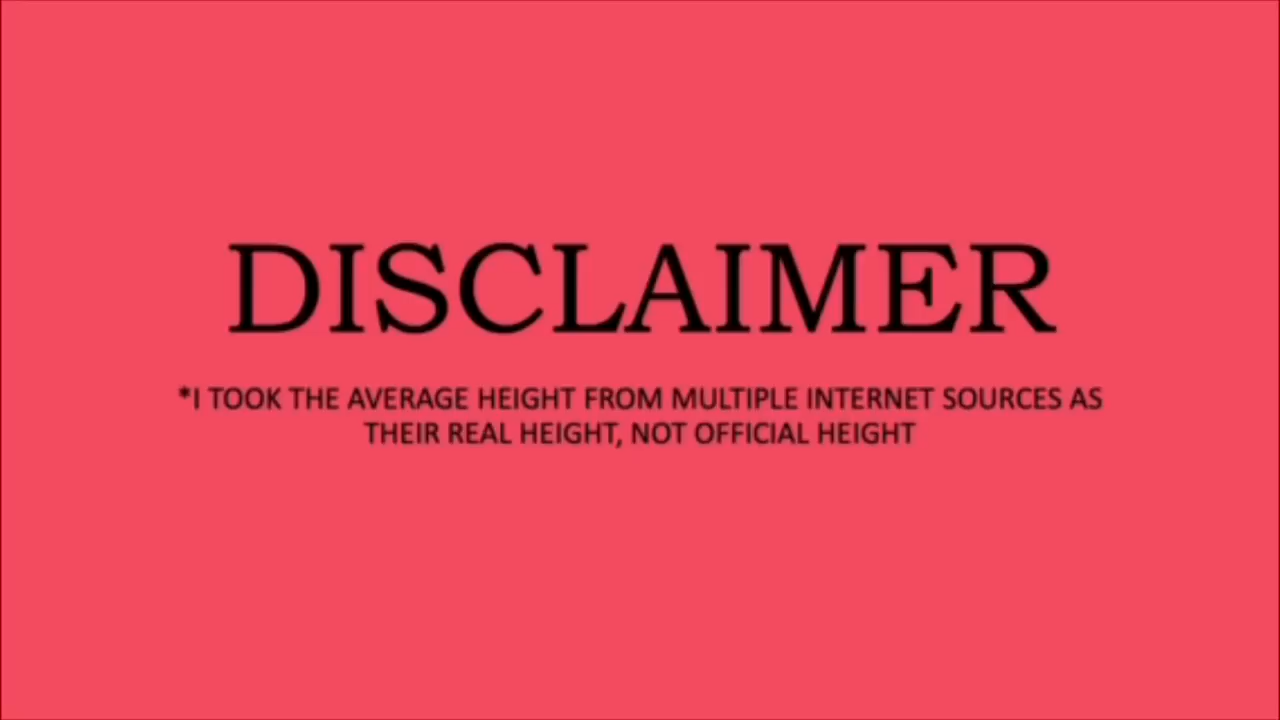 DISCLAIMER
*I TOOK THE AVERAGE HEIGHT FROM MULTIPLE INTERNET SOURCES AS
THEIR REAL HEIGHT, NOT OFFICIAL HEIGHT